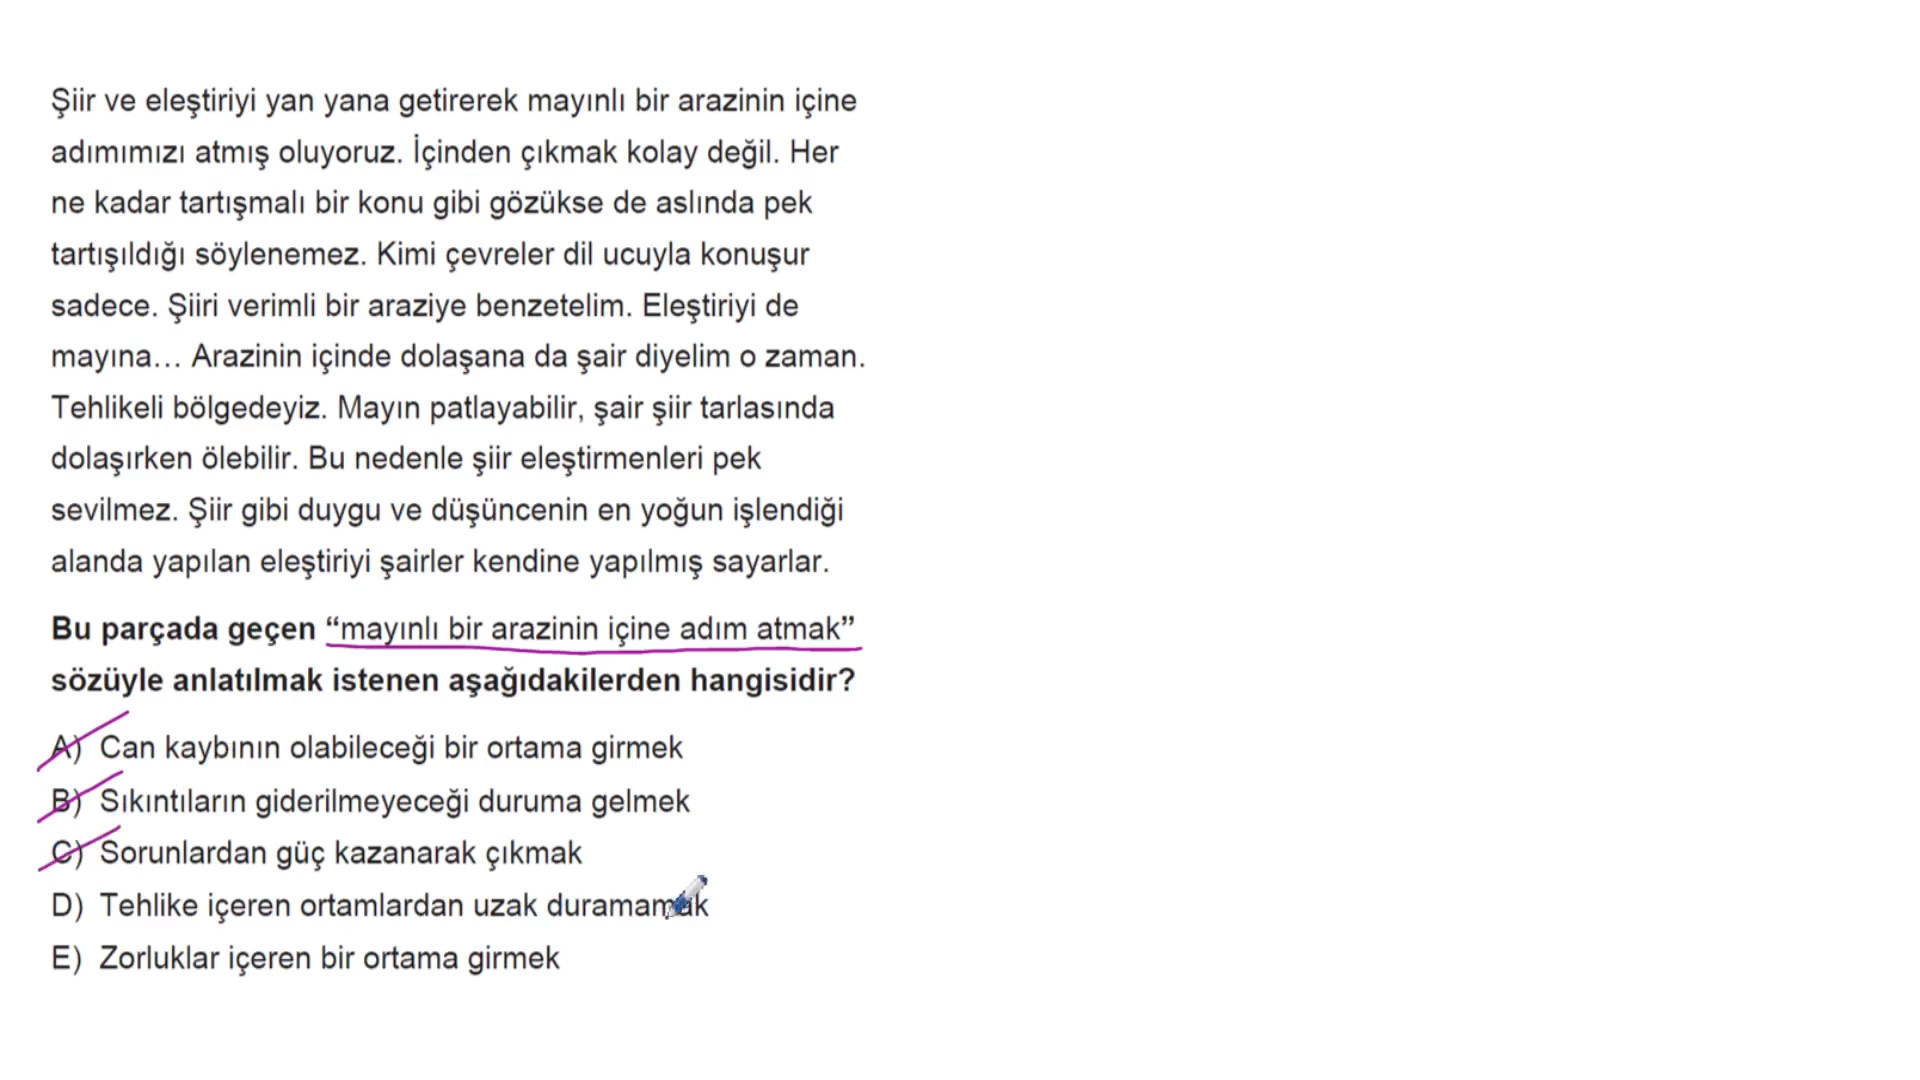 Şiir ve eleştiriyi yan yana getirerek mayınlı bir arazinin içine
adımımızı atmış oluyoruz. İçinden çıkmak kolay değil. Her
ne kadar tartışmalı bir konu gibi gözükse de aslında pek
tartışıldığı söylenemez. Kimi çevreler dil ucuyla konuşur
sadece. Şiiri verimli bir araziye benzetelim. Eleştiriyi de
mayına… Arazinin içinde dolaşana da şair diyelim o zaman.
Tehlikeli bölgedeyiz. Mayın patlayabilir, şair şiir tarlasında
dolaşırken ölebilir. Bu nedenle şiir eleştirmenleri pek
sevilmez. Şiir gibi duygu ve düşüncenin en yoğun işlendiği
alanda yapılan eleştiriyi şairler kendine yapılmış sayarlar.
Bu parçada geçen “mayınlı bir arazinin içine adım atmak”
sözüyle anlatılmak istenen aşağıdakilerden hangisidir?
A) Can kaybının olabileceği bir ortama girmek
B) Sıkıntıların giderilmeyeceği duruma gelmek
C) Sorunlardan güç kazanarak çıkmak
D) Tehlike içeren ortamlardan uzak duramamak
E) Zorluklar içeren bir ortama girmek